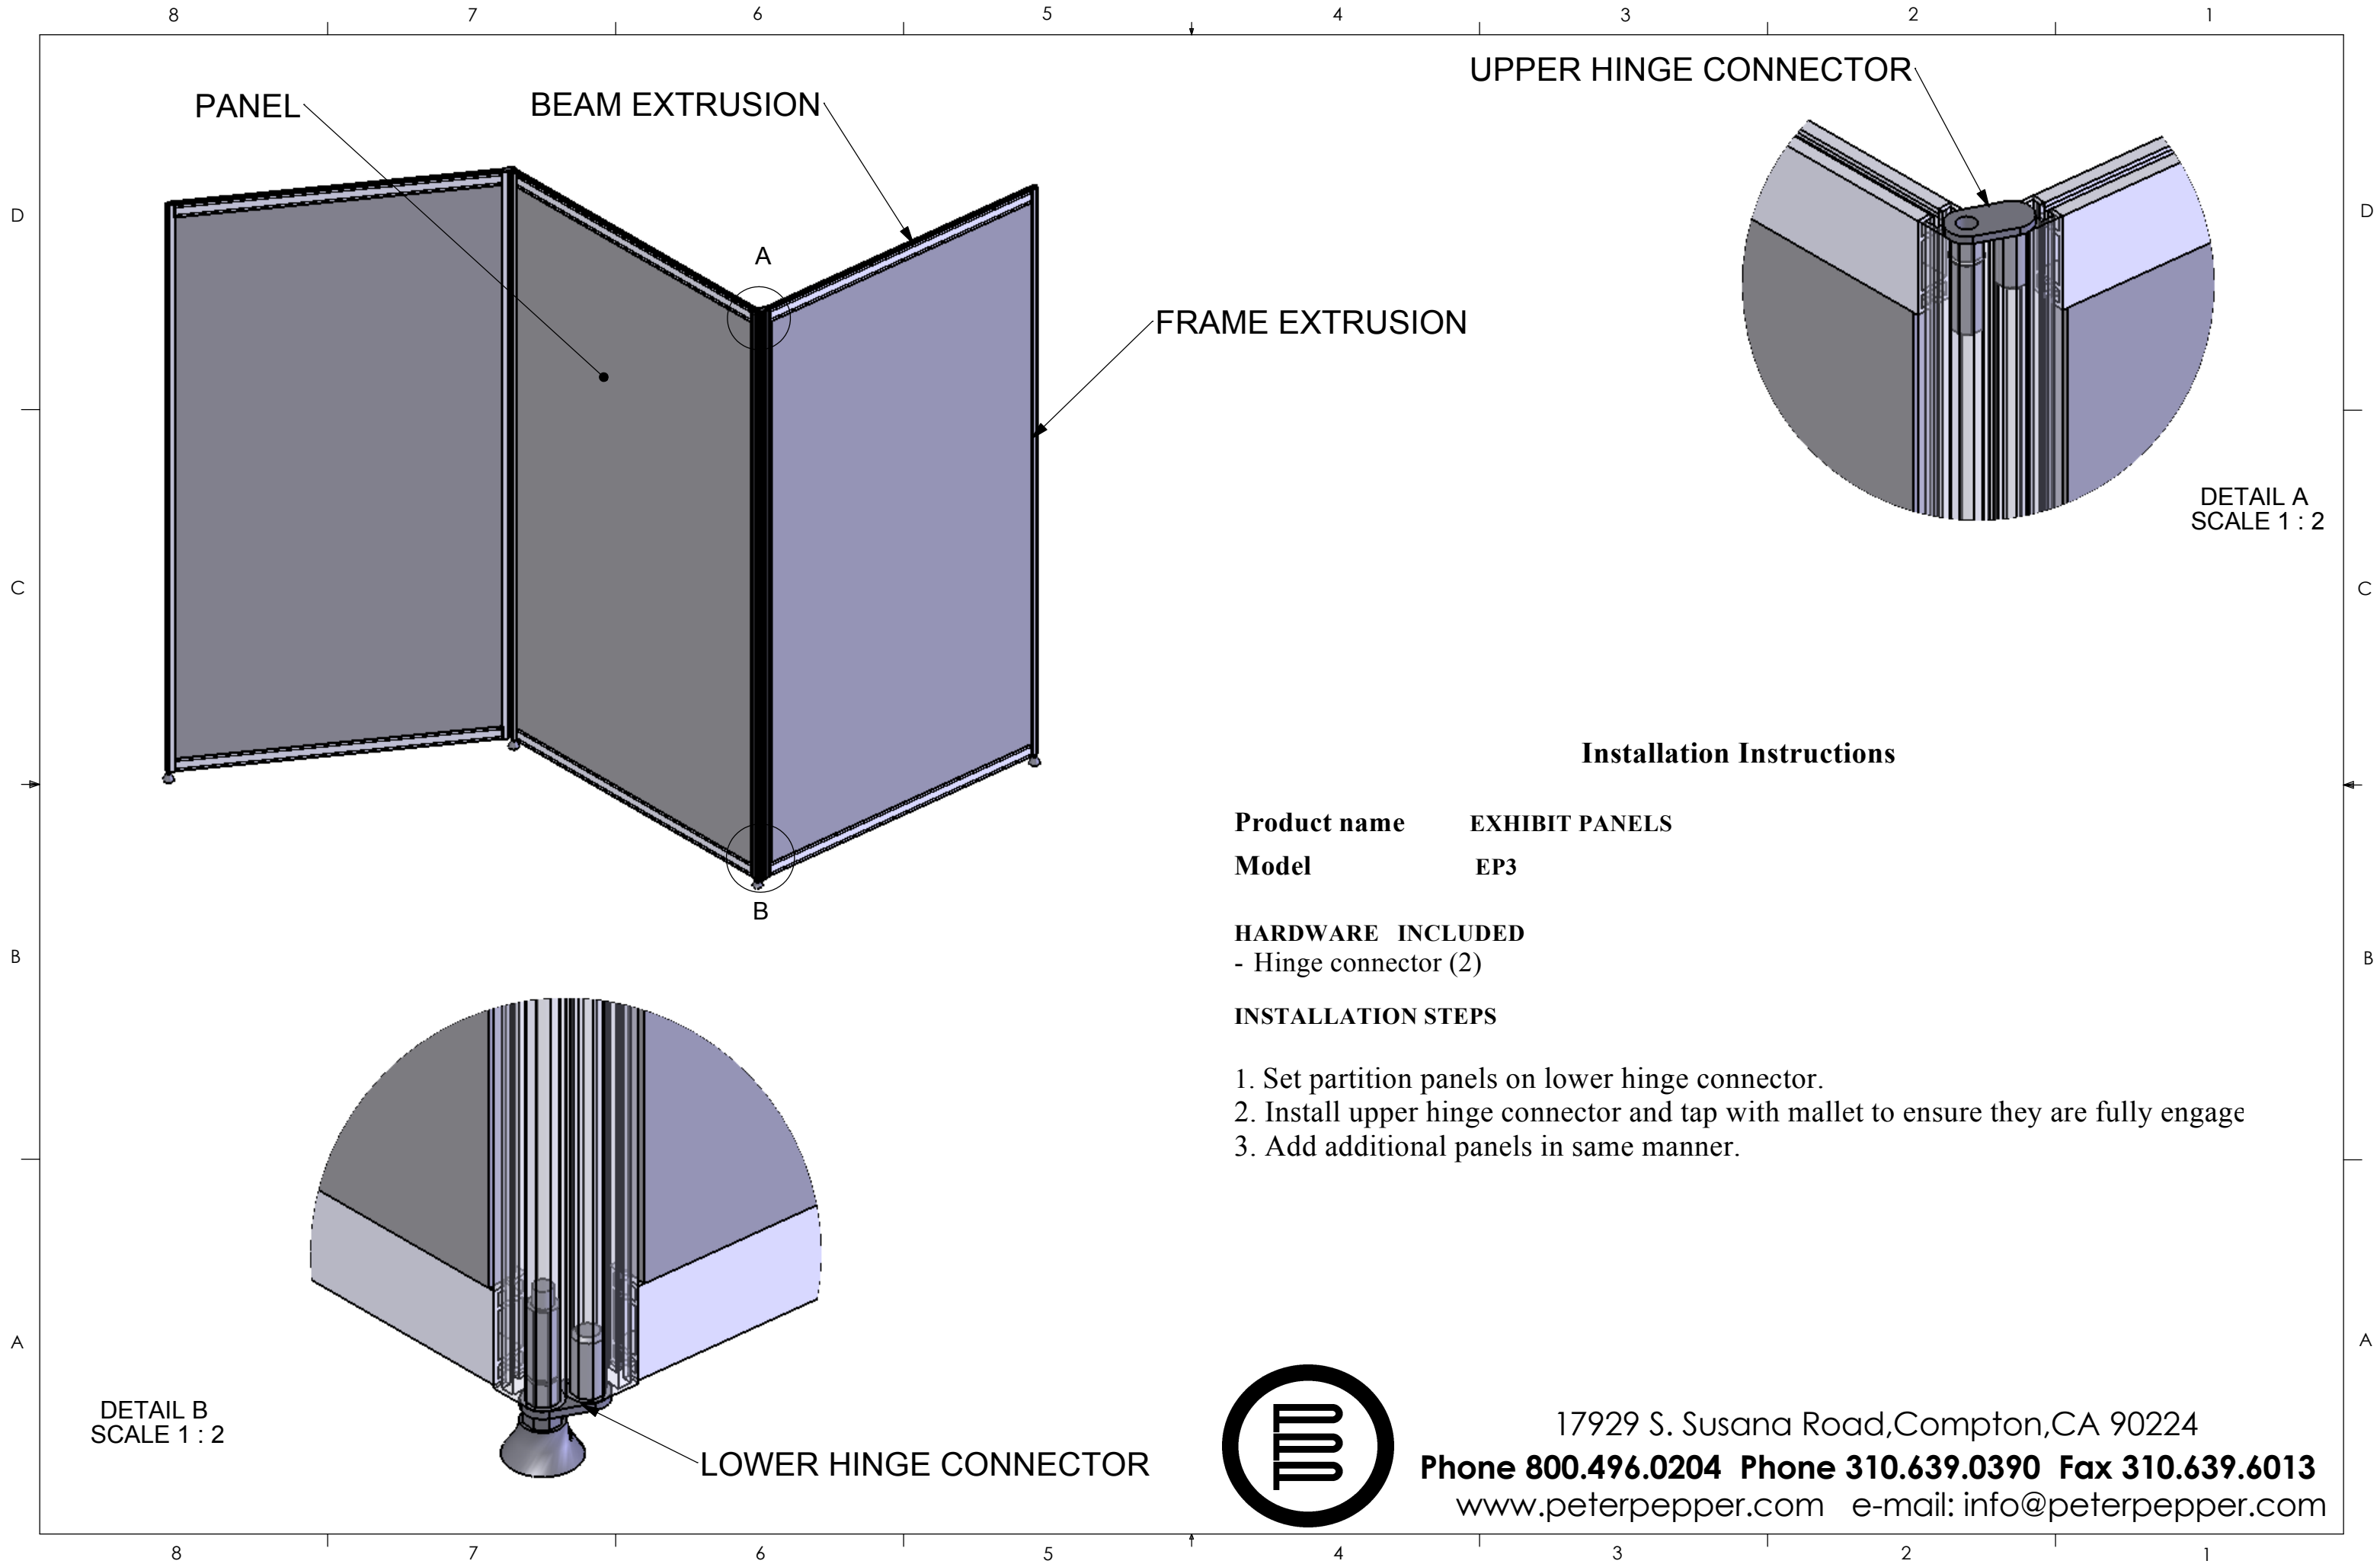 8 7 6 5 4 3 2 1
UPPER HINGE CONNECTOR
PANEL
BEAM EXTRUSION
D
D
A
FRAME EXTRUSION
DETAIL A
SCALE 1 : 2
C
C
Installation Instructions
Product name EXHIBIT PANELS
Model EP3
B
HARDWARE INCLUDED
- Hinge connector (2)
B
B
INSTALLATION STEPS
1. Set partition panels on lower hinge connector.
2. Install upper hinge connector and tap with mallet to ensure they are fully engage
3. Add additional panels in same manner.
A
A
DETAIL B
SCALE 1 : 2
LOWER HINGE CONNECTOR
PPP
17929 S. Susana Road,Compton,CA 90224
Phone 800.496.0204 Phone 310.639.0390 Fax 310.639.6013
www.peterpepper.com e-mail: info@peterpepper.com
8 7 6 5 4 3 2 1